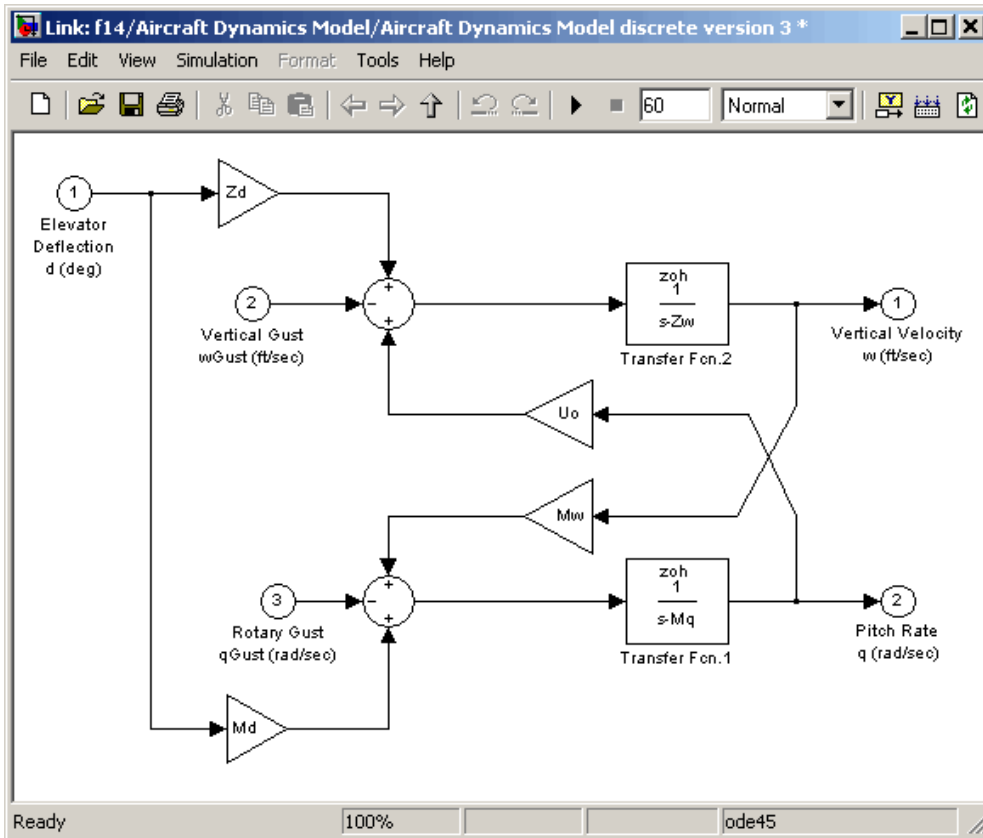 Link: f14/Aircraft Dynamics Model/Aircraft Dynamics Model discrete version 3 *
File Edit View Simulation Format Tools Help
60 Normal
1
Elevator
Deflection
d (deg)
Zd
2
Vertical Gust
wGust (ft/sec)
+
-
+
zoh
1
s-Zw
Transfer Fcn.2
1
Vertical Velocity
w (ft/sec)
Uo
Mw
3
Rotary Gust
qGust (rad/sec)
+
-
+
zoh
1
s-Mq
Transfer Fcn.1
2
Pitch Rate
q (rad/sec)
Md
Ready 100% ode45